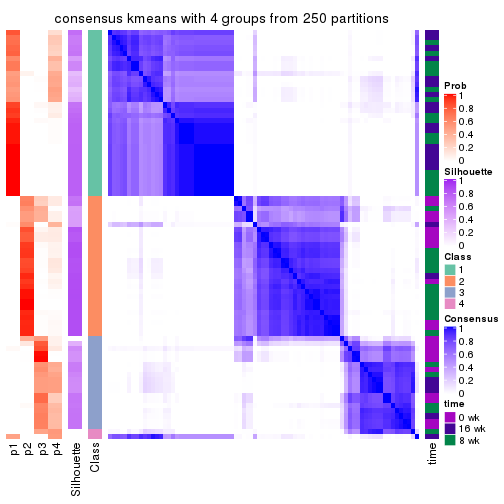 consensus kmeans with 4 groups from 250 partitions
Prob
1
0.8
0.6
0.4
0.2
0
Silhouette
1
0.8
0.6
0.4
0.2
0
Class
1
2
3
4
Consensus
1
0.8
0.6
0.4
0.2
0
time
0 wk
16 wk
8 wk
p1
p2
p3
p4
Silhouette
Class
time